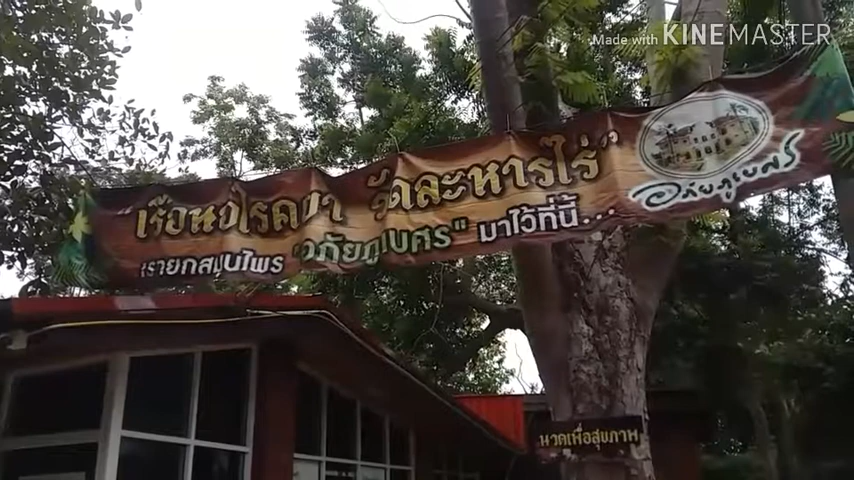 Made with KINEMASTER
"เรือนอโรคยา วัดละหารไร่"
เรายกสมุนไพร "อภัยภูเบศร" มาไว้ที่นี้...
อภัยภูเบศร
นวดเพื่อสุขภาพ